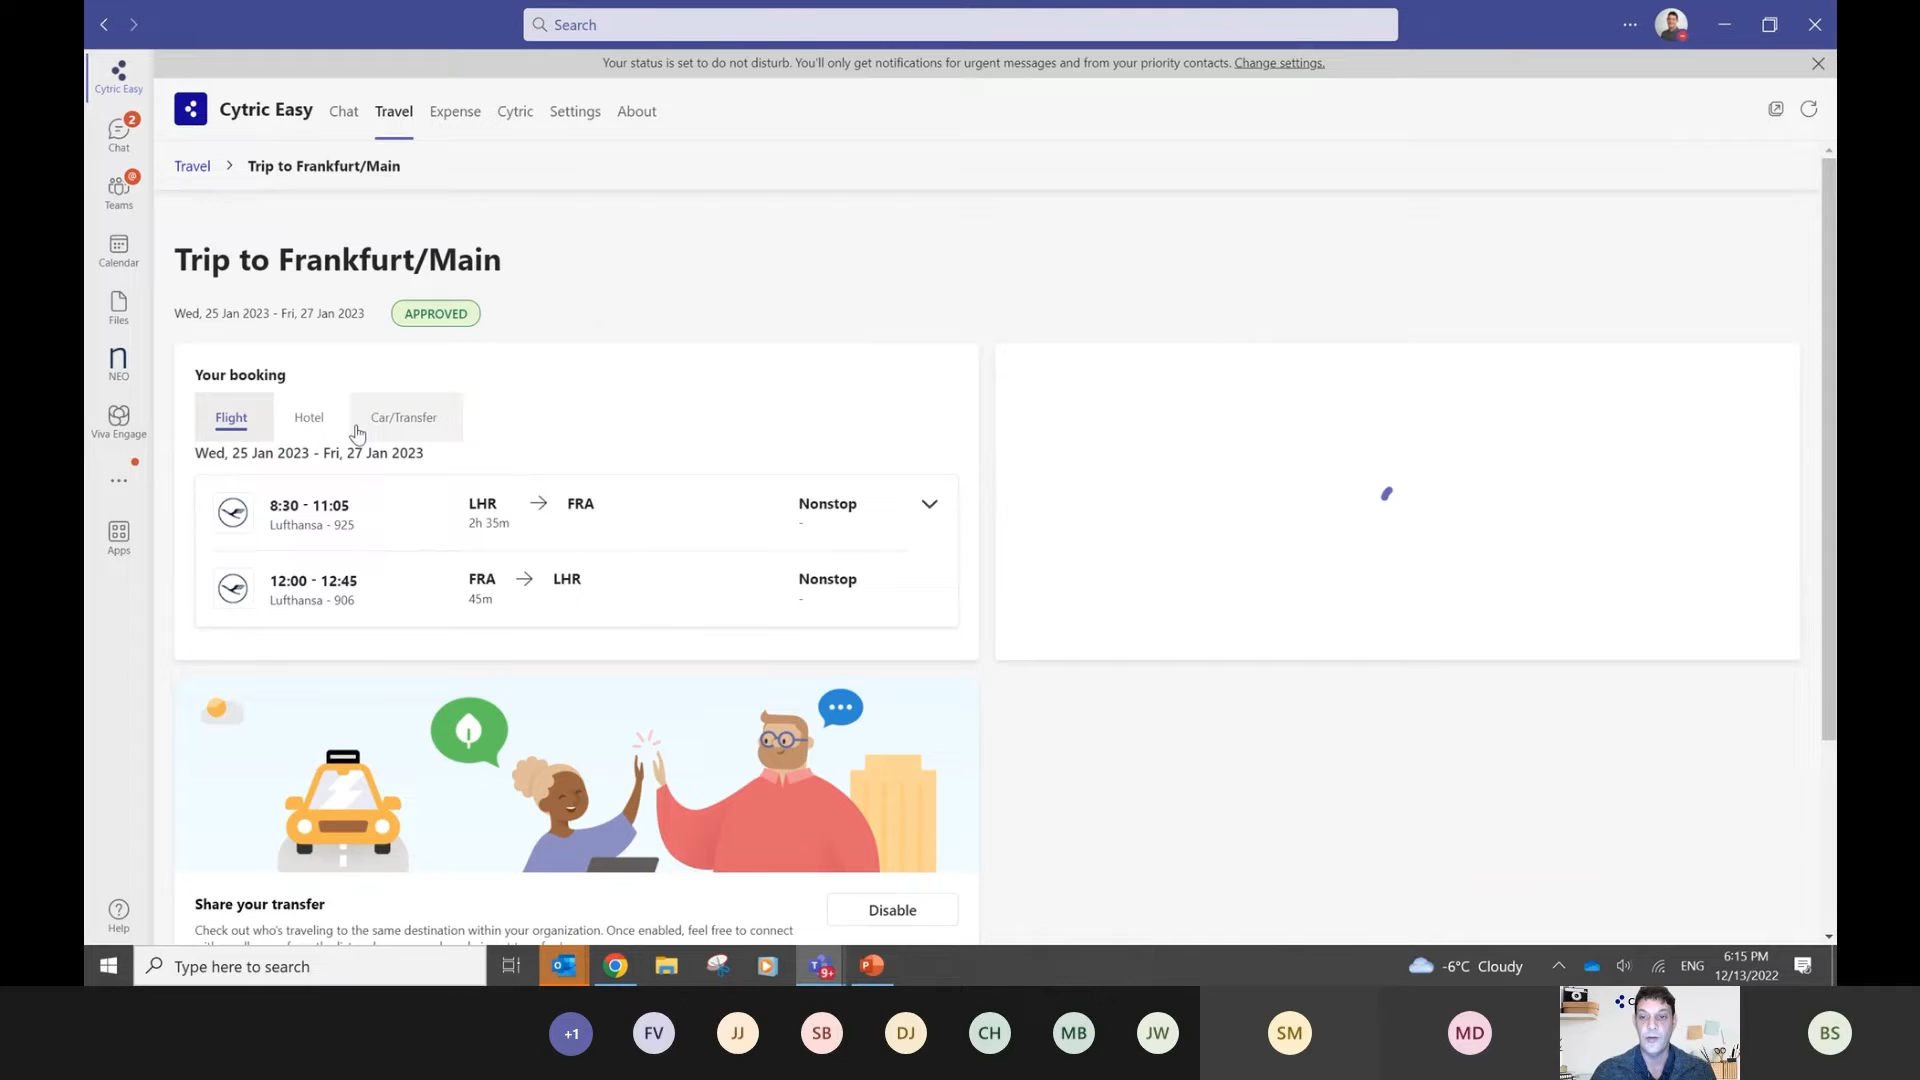 Search
Your status is set to do not disturb. You'll only get notifications for urgent messages and from your priority contacts. Change settings.
Cytric Easy
Chat
Teams
Calendar
Files
n
NEO
Viva Engage
Apps
Help
2
@
Cytric Easy Chat Travel Expense Cytric Settings About
Travel > Trip to Frankfurt/Main
Trip to Frankfurt/Main
Wed, 25 Jan 2023 - Fri, 27 Jan 2023 APPROVED
Your booking
Flight Hotel Car/Transfer
Wed, 25 Jan 2023 - Fri, 27 Jan 2023
8:30 - 11:05 LHR → FRA Nonstop
Lufthansa - 925 2h 35m -
12:00 - 12:45 FRA → LHR Nonstop
Lufthansa - 906 45m -
Share your transfer
Disable
Check out who's traveling to the same destination within your organization. Once enabled, feel free to connect
Type here to search
9+
-6°C Cloudy
ENG
6:15 PM
12/13/2022
+1 FV JJ SB DJ CH MB JW SM MD BS